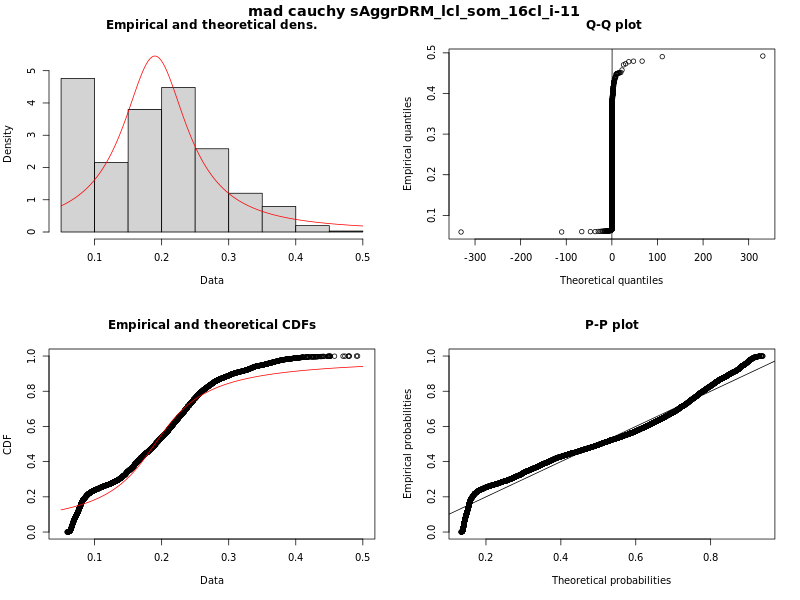 mad cauchy sAggrDRM_lcl_som_16cl_i-11
Empirical and theoretical dens.
Density
0 1 2 3 4 5
0.1 0.2 0.3 0.4 0.5
Data
Q-Q plot
Empirical quantiles
0.1 0.2 0.3 0.4 0.5
-300 -200 -100 0 100 200 300
Theoretical quantiles
Empirical and theoretical CDFs
CDF
0.0 0.2 0.4 0.6 0.8 1.0
0.1 0.2 0.3 0.4 0.5
Data
P-P plot
Empirical probabilities
0.0 0.2 0.4 0.6 0.8 1.0
0.2 0.4 0.6 0.8
Theoretical probabilities